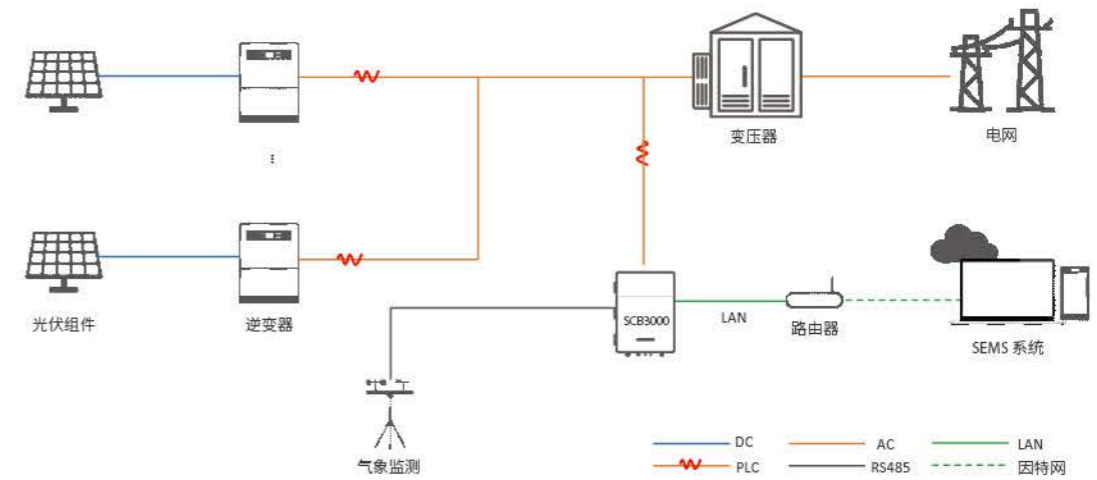 变压器
电网
光伏组件
逆变器
SCB3000
LAN
路由器
SEMS 系统
气象监测
DC
AC
LAN
PLC
RS485
因特网